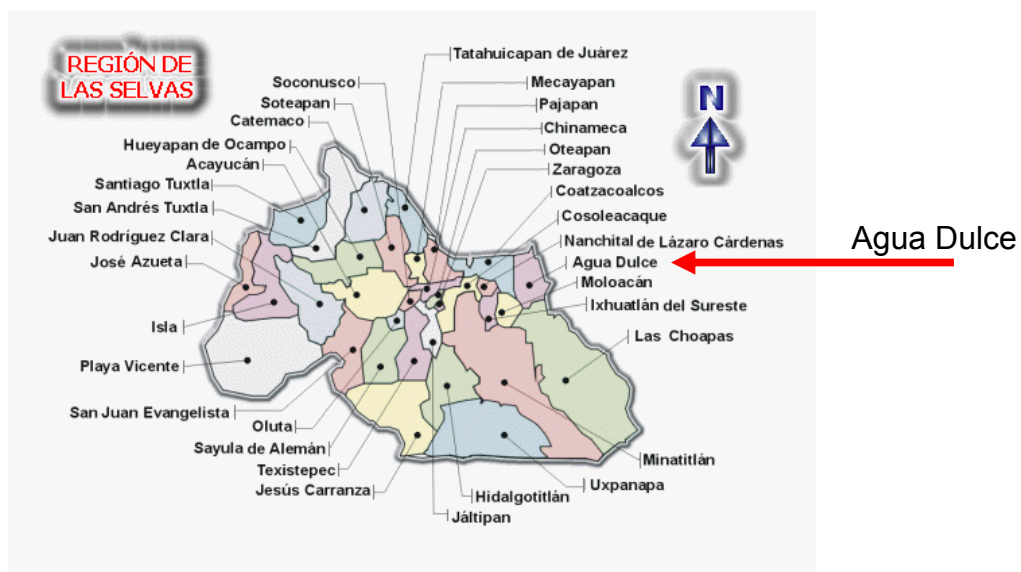 REGIÓN DE
LAS SELVAS
N
Tatahuicapan de Juárez
Soconusco
Mecayapan
Soteapan
Pajapan
Catemaco
Chinameca
Hueyapan de Ocampo
Oteapan
Acayucán
Zaragoza
Santiago Tuxtla
Coatzacoalcos
San Andrés Tuxtla
Cosoleacaque
Juan Rodríguez Clara
Nanchital de Lázaro Cárdenas
Agua Dulce
José Azueta
Agua Dulce
Moloacán
Ixhuatlán del Sureste
Isla
Las Choapas
Playa Vicente
San Juan Evangelista
Oluta
Sayula de Alemán
Minatitlán
Texistepec
Uxpanapa
Jesús Carranza
Hidalgotitlán
Jáltipan